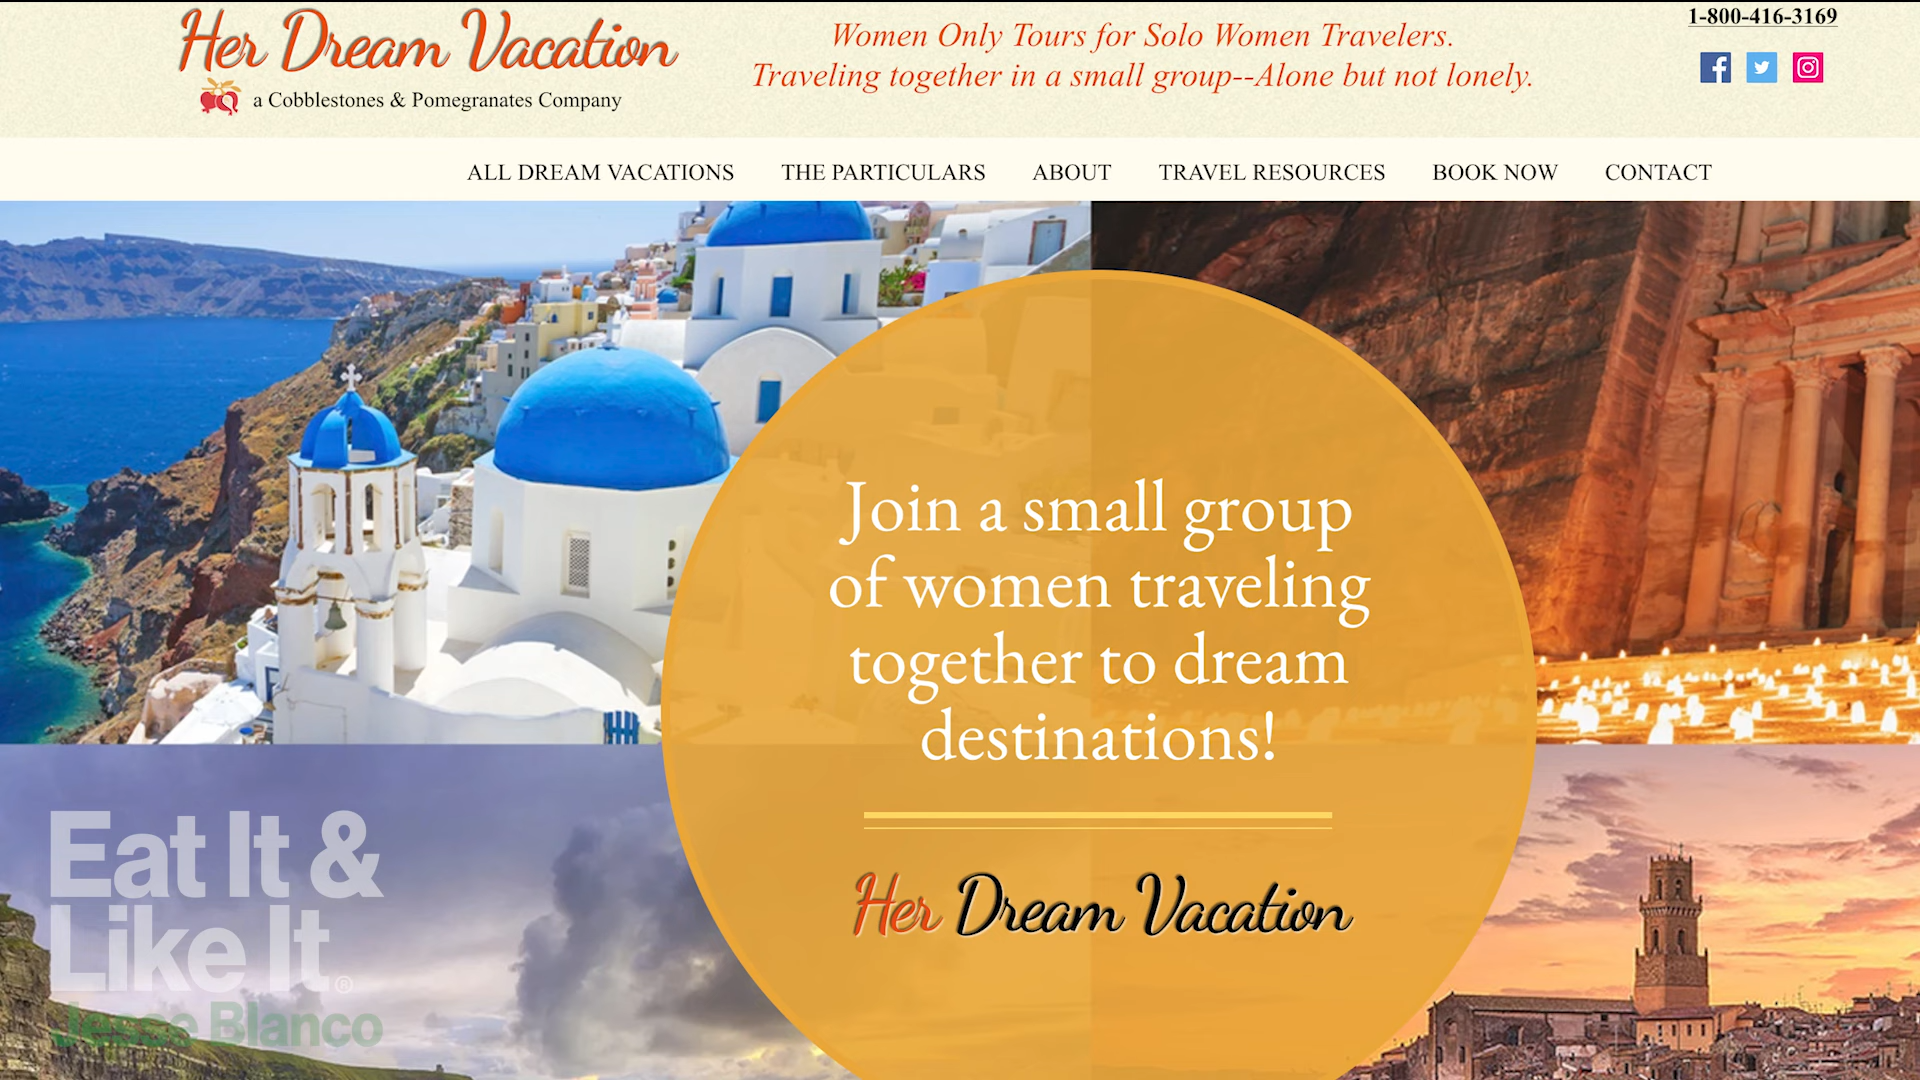 Her Dream Vacation
a Cobblestones & Pomegranates Company
Women Only Tours for Solo Women Travelers.
Traveling together in a small group--Alone but not lonely.
1-800-416-3169
ALL DREAM VACATIONS THE PARTICULARS ABOUT TRAVEL RESOURCES BOOK NOW CONTACT
Join a small group
of women traveling
together to dream
destinations!
Her Dream Vacation
Eat It &
Like It®
Jesse Blanco